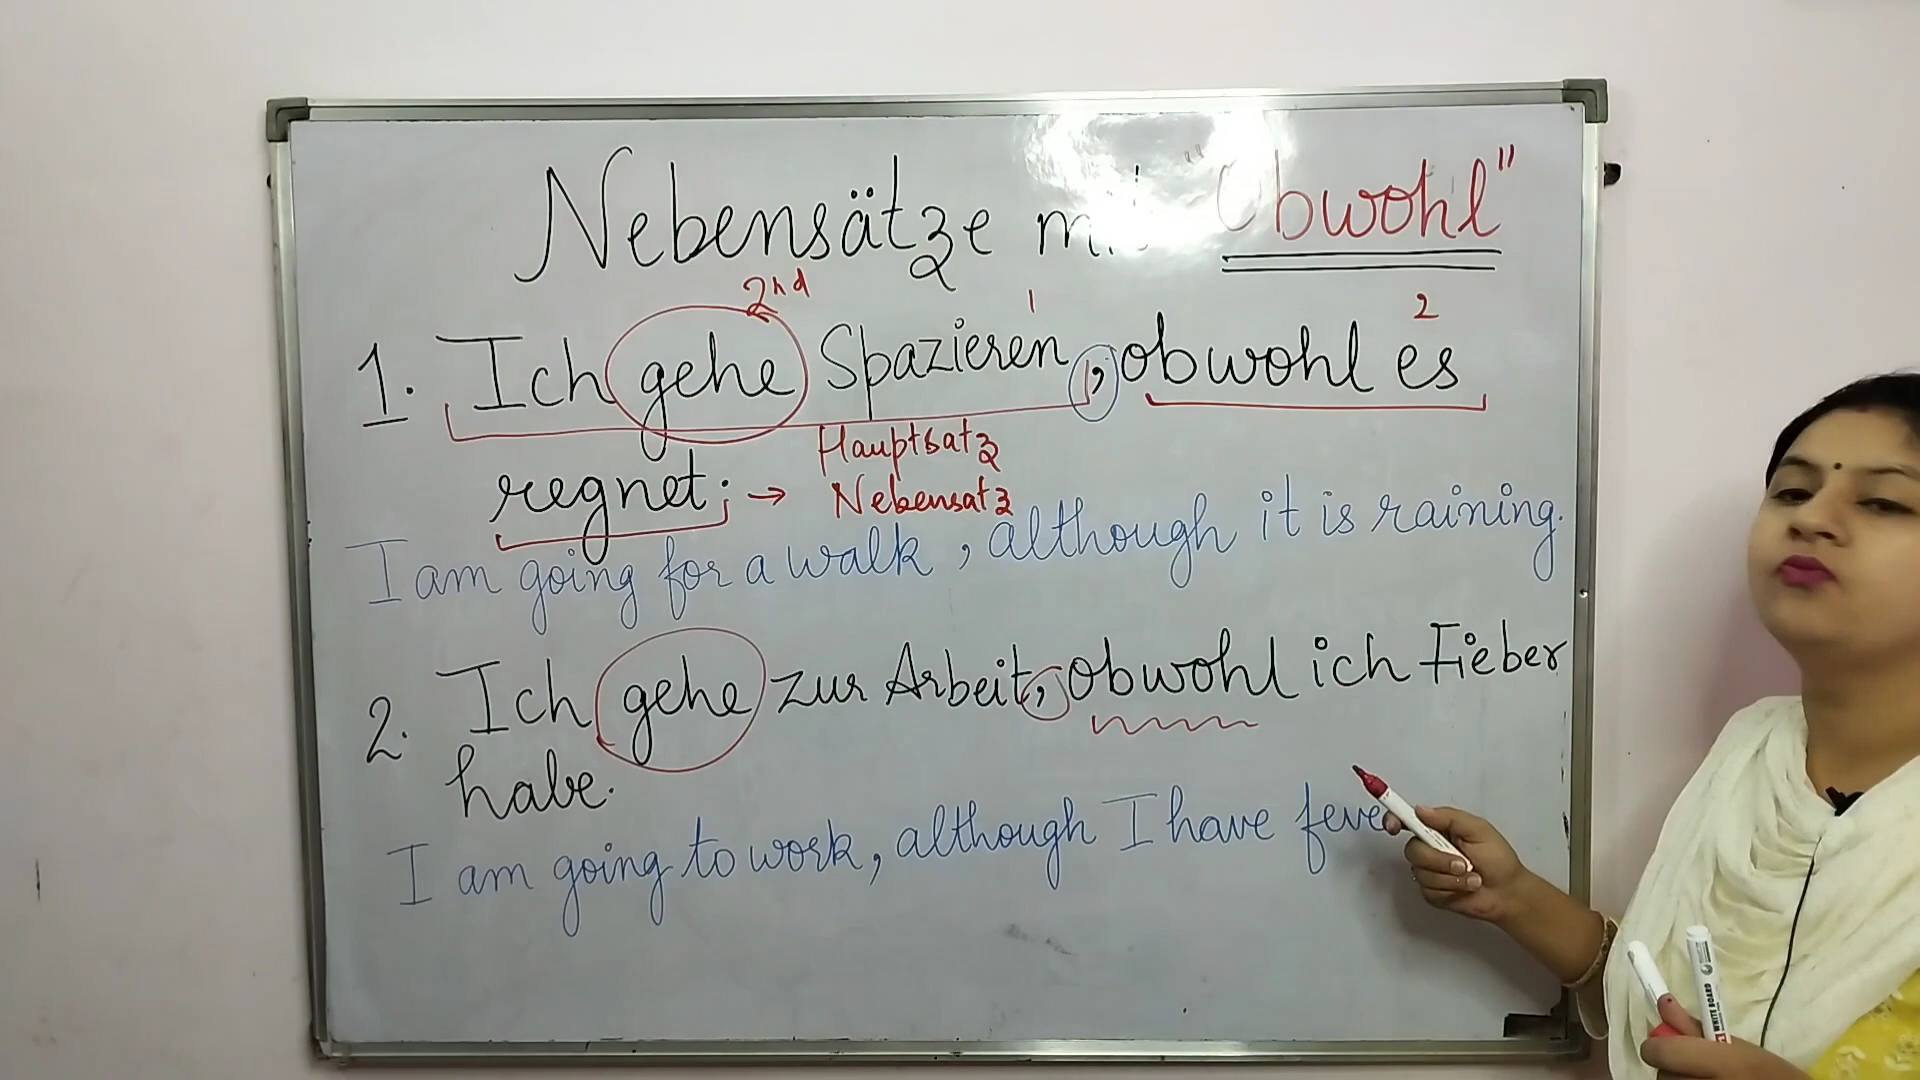 Nebensätze "Obwohl"
2nd 1 2
1. Ich gehe Spazieren, obwohl es
Hauptsatz
regnet. → Nebensatz
I am going for a walk, although it is raining.
2. Ich gehe zur Arbeit, obwohl ich Fieber
habe.
I am going to work, although I have feve
WHITE BOARD